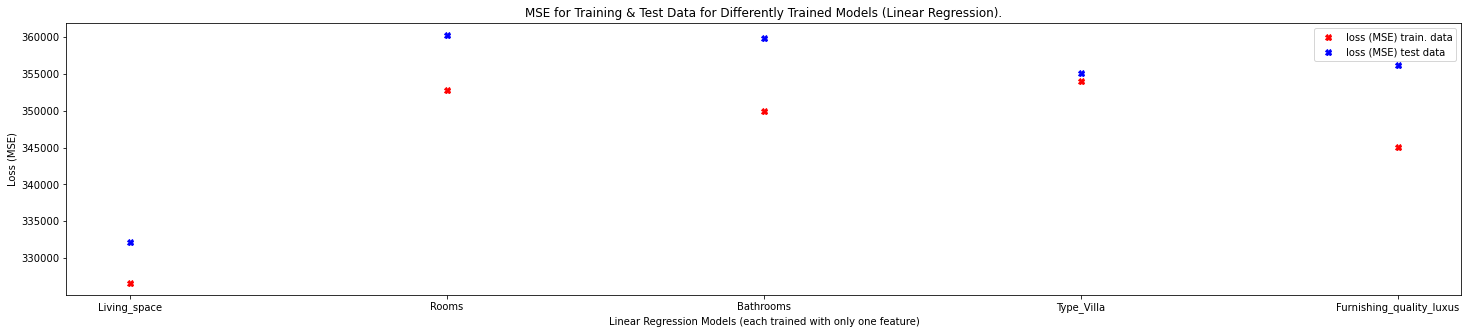 MSE for Training & Test Data for Differently Trained Models (Linear Regression).
loss (MSE) train. data
loss (MSE) test data
360000
355000
350000
345000
340000
335000
330000
Loss (MSE)
Living_space
Rooms
Bathrooms
Type_Villa
Furnishing_quality_luxus
Linear Regression Models (each trained with only one feature)